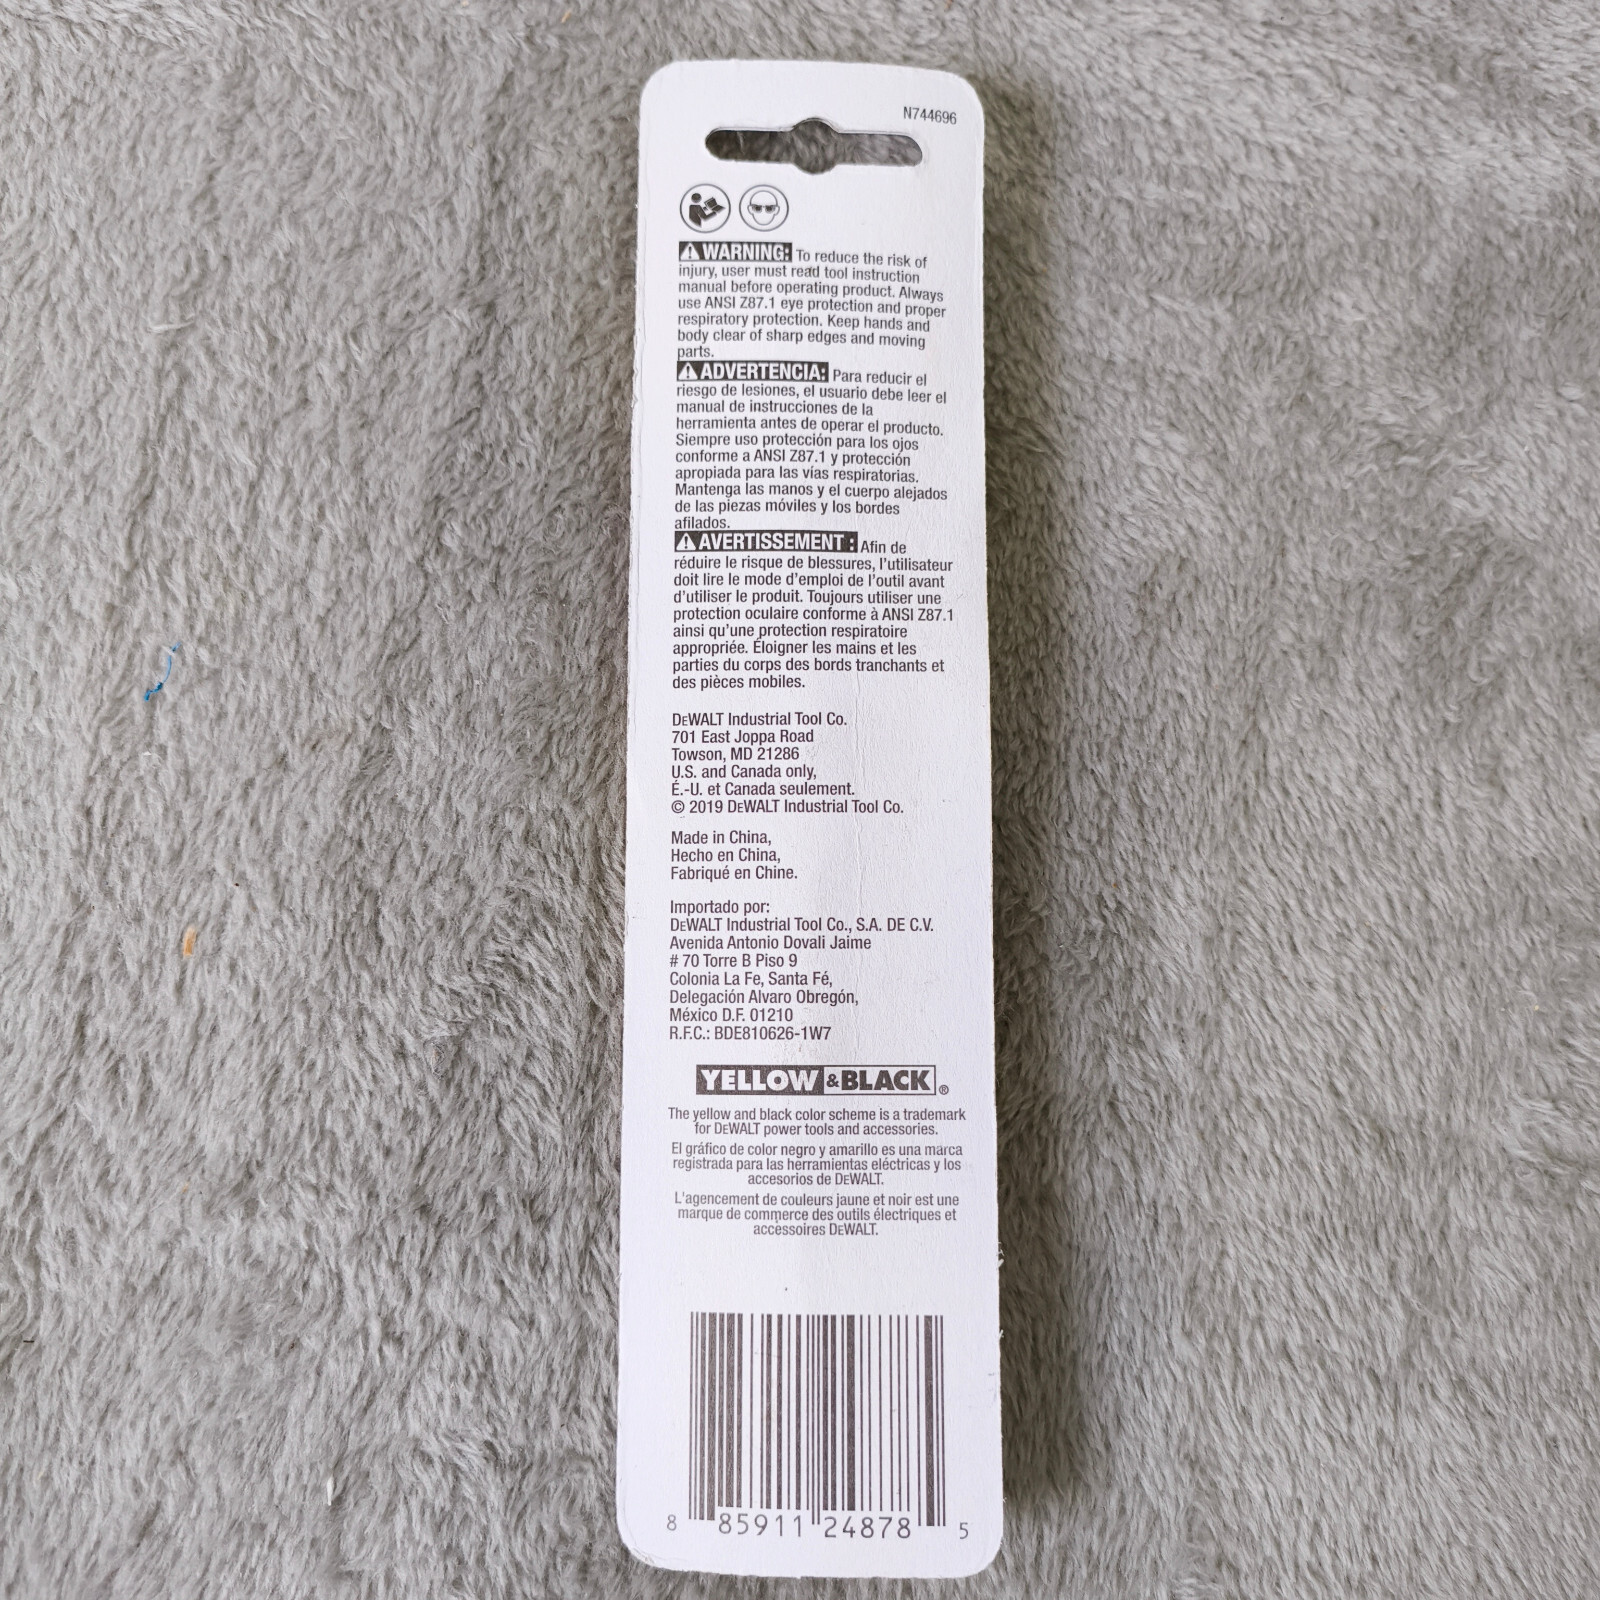 N744696
WARNING: To reduce the risk of
injury, user must read tool instruction
manual before operating product. Always
use ANSI Z87.1 eye protection and proper
respiratory protection. Keep hands and
body clear of sharp edges and moving
parts.
ADVERTENCIA: Para reducir el
riesgo de lesiones, el usuario debe leer el
manual de instrucciones de la
herramienta antes de operar el producto.
Siempre uso protección para los ojos
conforme a ANSI Z87.1 y protección
apropiada para las vías respiratorias.
Mantenga las manos y el cuerpo alejados
de las piezas móviles y los bordes
afilados.
AVERTISSEMENT : Afin de
réduire le risque de blessures, l'utilisateur
doit lire le mode d'emploi de l'outil avant
d'utiliser le produit. Toujours utiliser une
protection oculaire conforme à ANSI Z87.1
ainsi qu'une protection respiratoire
appropriée. Éloigner les mains et les
parties du corps des bords tranchants et
des pièces mobiles.
DEWALT Industrial Tool Co.
701 East Joppa Road
Towson, MD 21286
U.S. and Canada only,
É.-U. et Canada seulement.
© 2019 DEWALT Industrial Tool Co.
Made in China,
Hecho en China,
Fabriqué en Chine.
Importado por:
DEWALT Industrial Tool Co., S.A. DE C.V.
Avenida Antonio Dovali Jaime
# 70 Torre B Piso 9
Colonia La Fe, Santa Fé,
Delegación Alvaro Obregón,
México D.F. 01210
R.F.C.: BDE810626-1W7
YELLOW & BLACK ®
The yellow and black color scheme is a trademark
for DEWALT power tools and accessories.
El gráfico de color negro y amarillo es una marca
registrada para las herramientas eléctricas y los
accesorios de DEWALT.
L'agencement de couleurs jaune et noir est une
marque de commerce des outils électriques et
accessoires DEWALT.
8 85911 24878 5